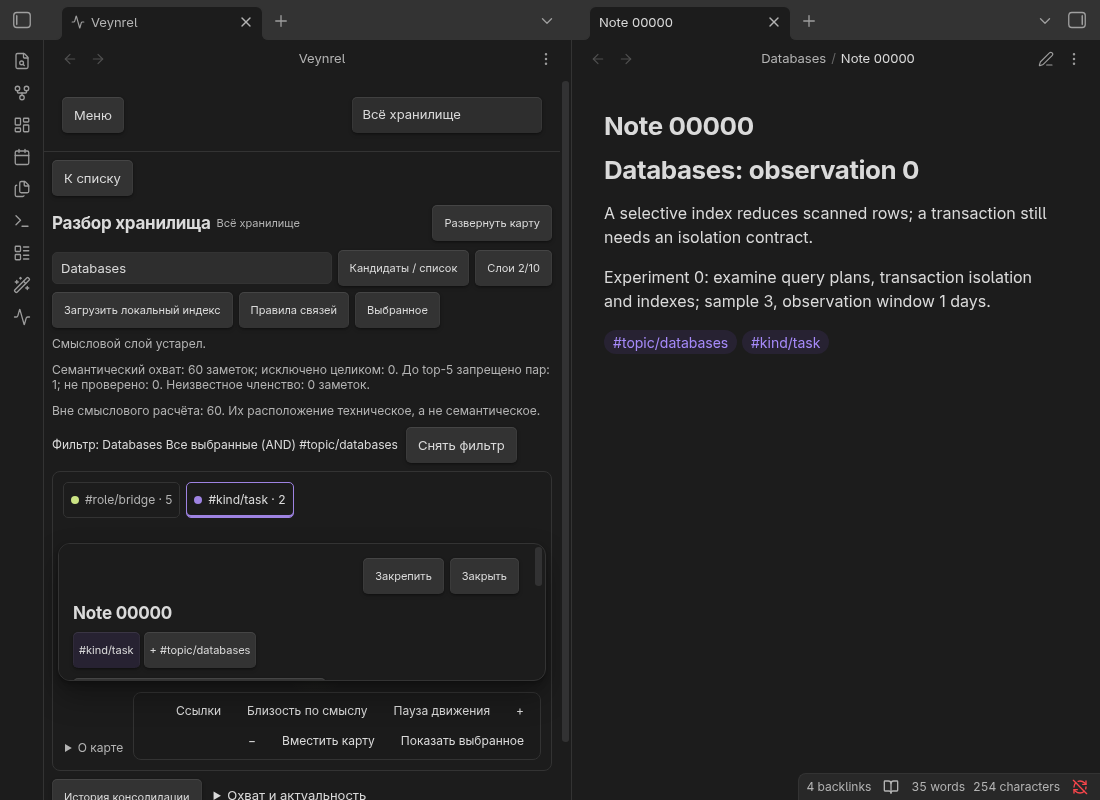 Veynrel
Note 00000
Veynrel
Databases / Note 00000
Меню
Всё хранилище
К списку
Разбор хранилища Всё хранилище
Развернуть карту
Databases
Кандидаты / список
Слои 2/10
Загрузить локальный индекс
Правила связей
Выбранное
Смысловой слой устарел.
Семантический охват: 60 заметок; исключено целиком: 0. До top-5 запрещено пар:
1; не проверено: 0. Неизвестное членство: 0 заметок.
Вне смыслового расчёта: 60. Их расположение техническое, а не семантическое.
Фильтр: Databases Все выбранные (AND) #topic/databases
Снять фильтр
#role/bridge · 5
#kind/task · 2
Закрепить
Закрыть
Note 00000
#kind/task
+ #topic/databases
Ссылки
Близость по смыслу
Пауза движения
+
−
Вместить карту
Показать выбранное
О карте
История консолидации
Охват и актуальность
Note 00000
Databases: observation 0
A selective index reduces scanned rows; a transaction still
needs an isolation contract.
Experiment 0: examine query plans, transaction isolation
and indexes; sample 3, observation window 1 days.
#topic/databases #kind/task
4 backlinks
35 words
254 characters